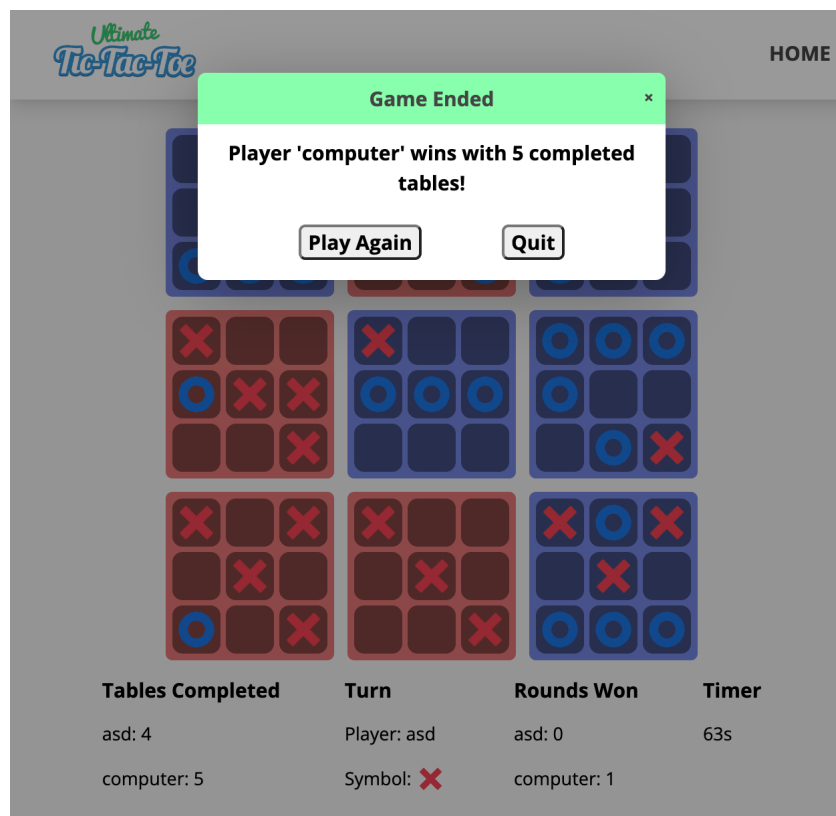 Ultimate
Tic-Tac-Toe
HOME
Game Ended
×
Player 'computer' wins with 5 completed
tables!
Play Again Quit
Tables Completed Turn Rounds Won Timer
asd: 4 Player: asd asd: 0 63s
computer: 5 Symbol: computer: 1